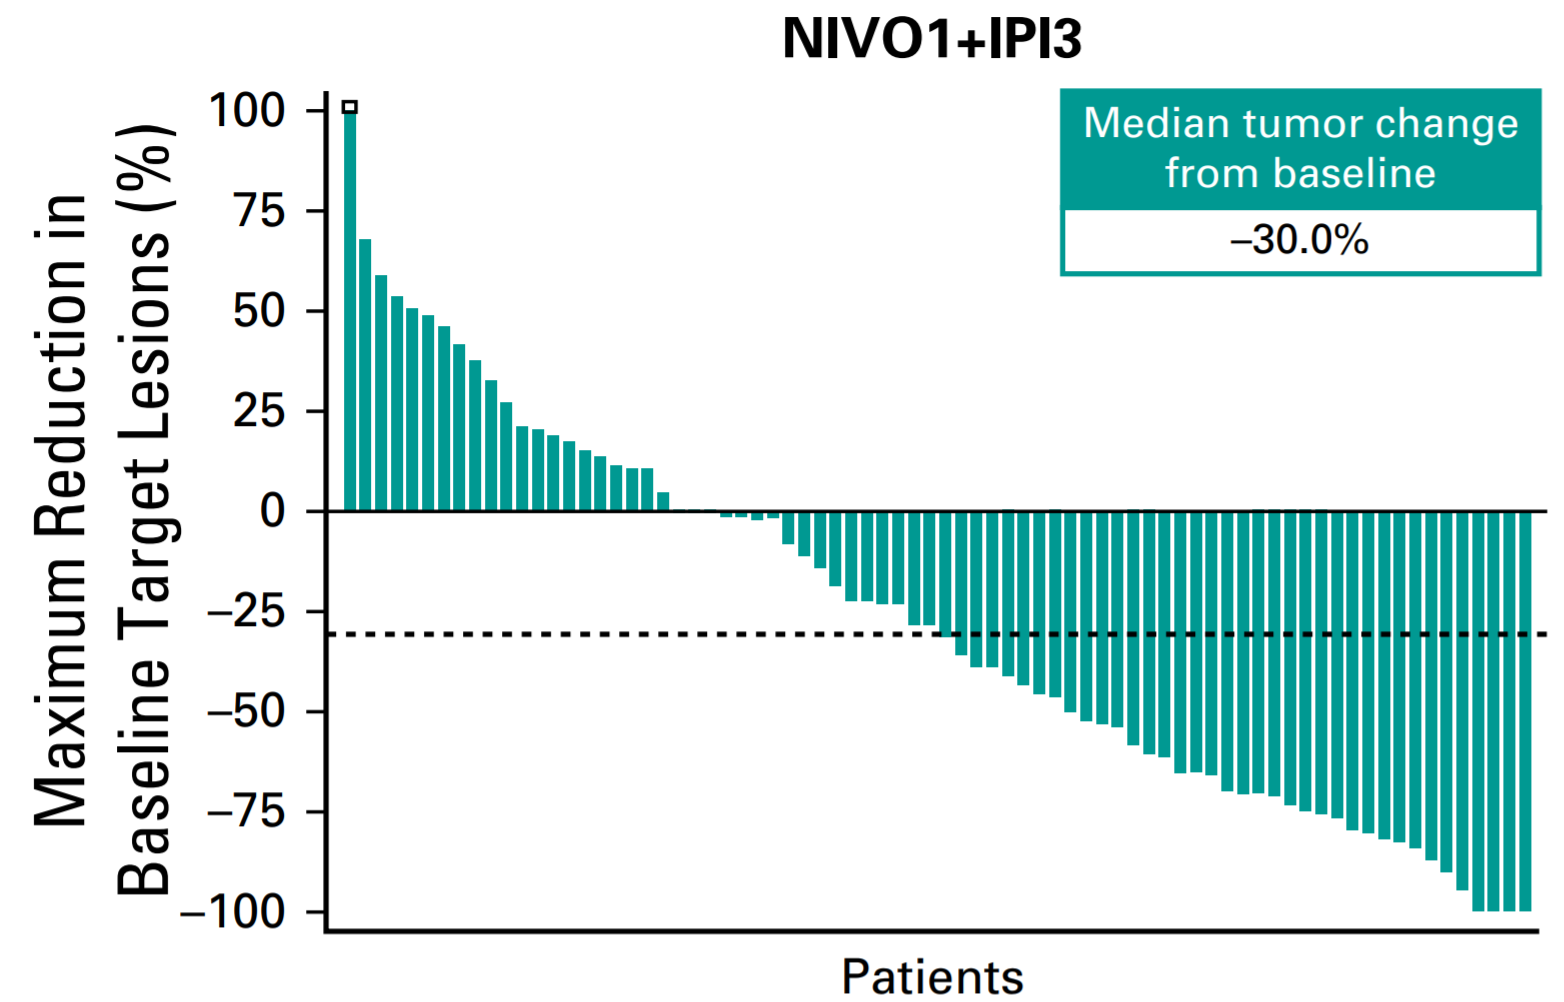 NIVO1+IPI3
Maximum Reduction in
Baseline Target Lesions (%)
100
75
50
25
0
–25
–50
–75
–100
Median tumor change
from baseline
–30.0%
Patients